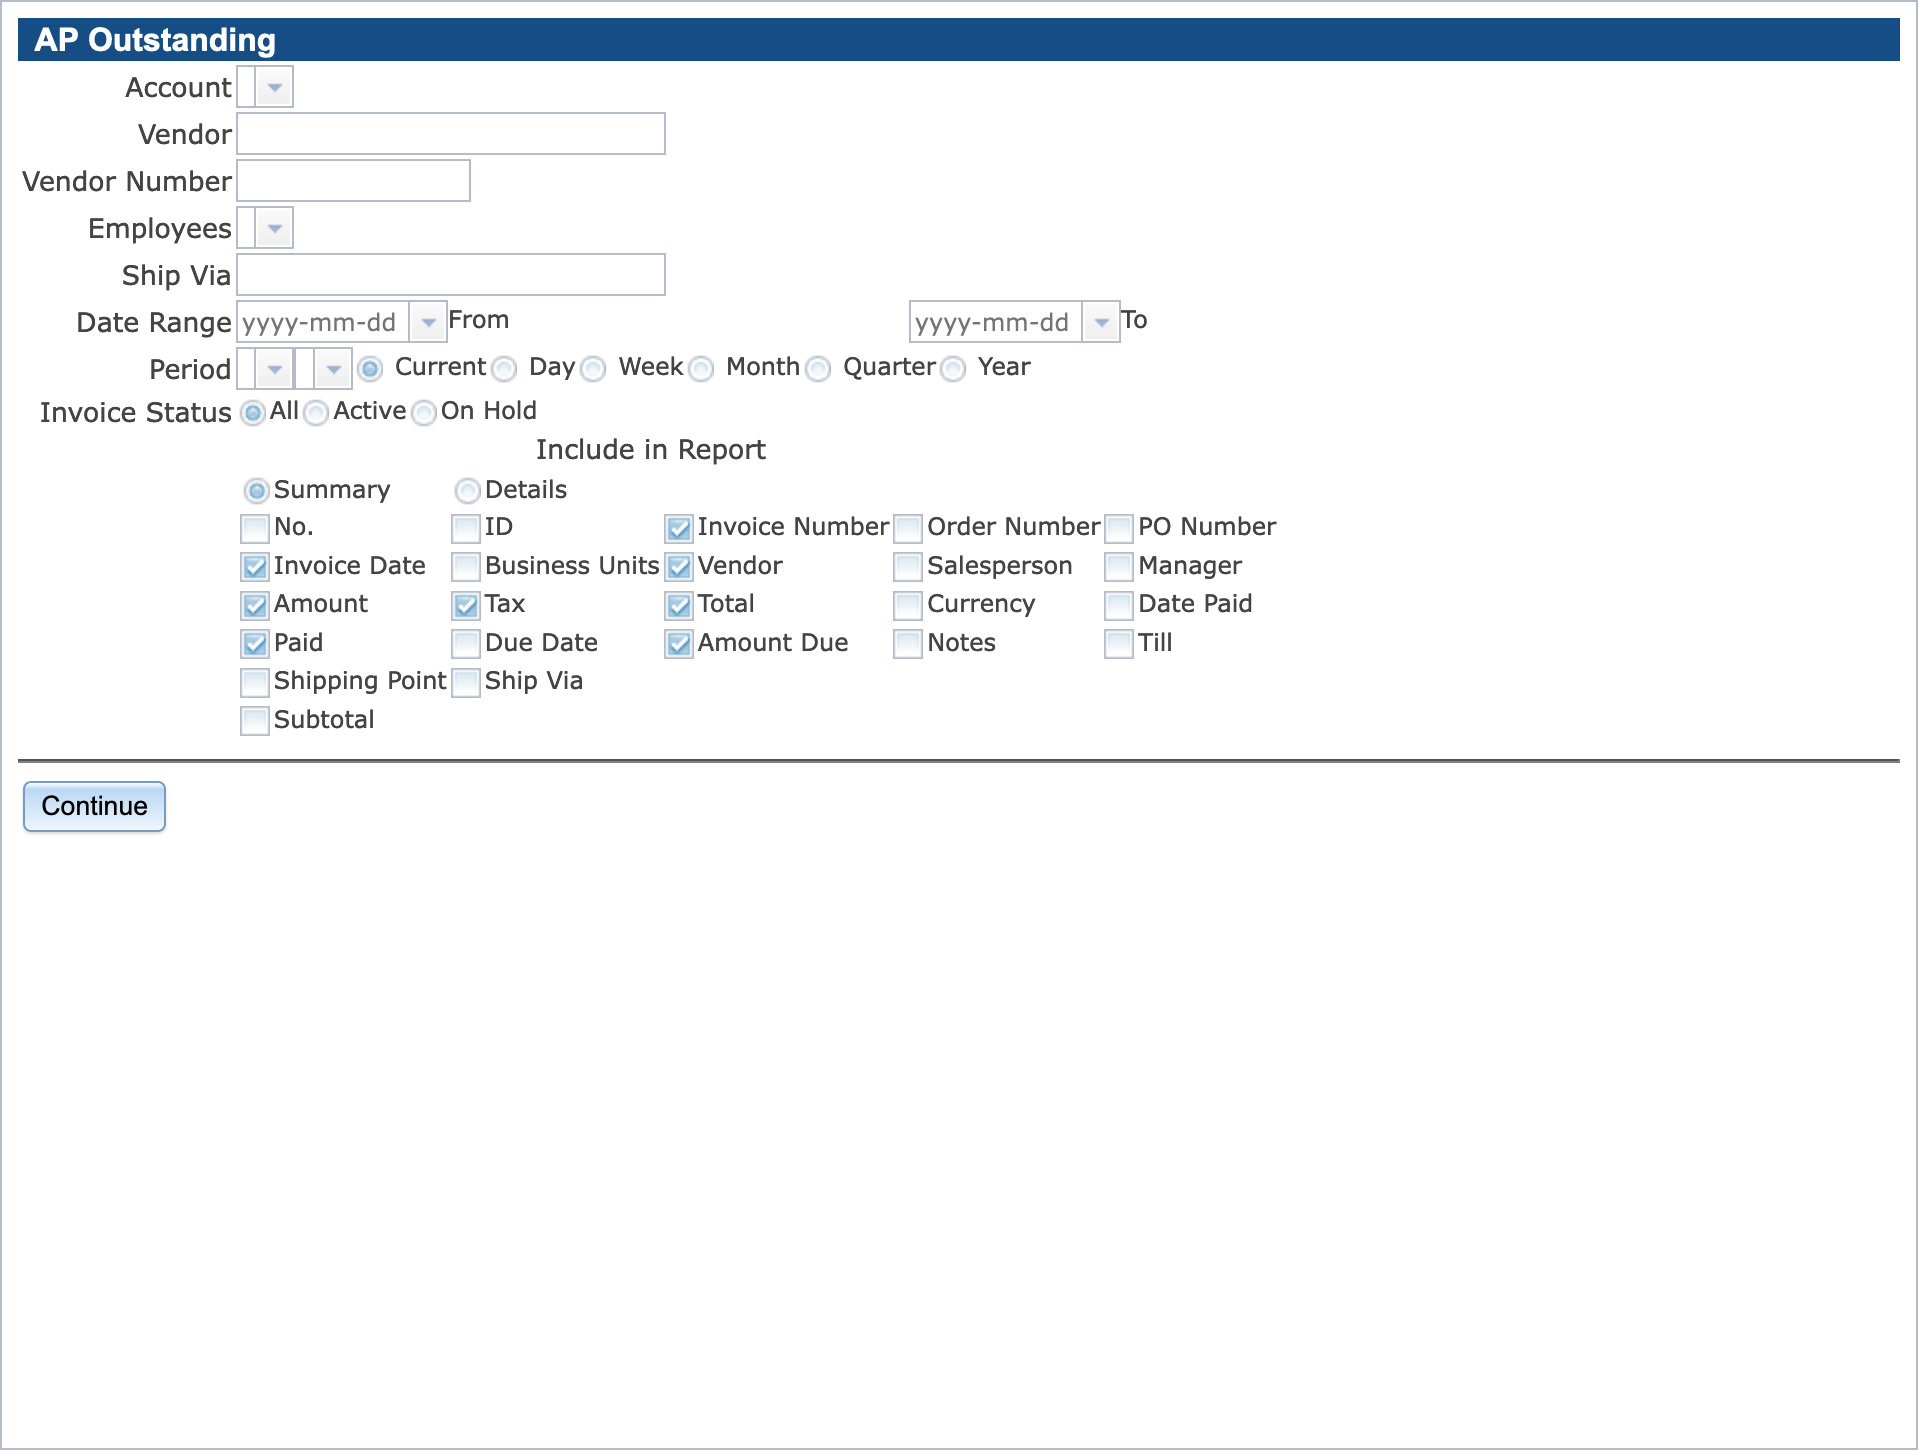 AP Outstanding
Account
Vendor
Vendor Number
Employees
Ship Via
Date Range yyyy-mm-dd From yyyy-mm-dd To
Period Current Day Week Month Quarter Year
Invoice Status All Active On Hold
Include in Report
Summary Details
No. ID Invoice Number Order Number PO Number
Invoice Date Business Units Vendor Salesperson Manager
Amount Tax Total Currency Date Paid
Paid Due Date Amount Due Notes Till
Shipping Point Ship Via
Subtotal
Continue